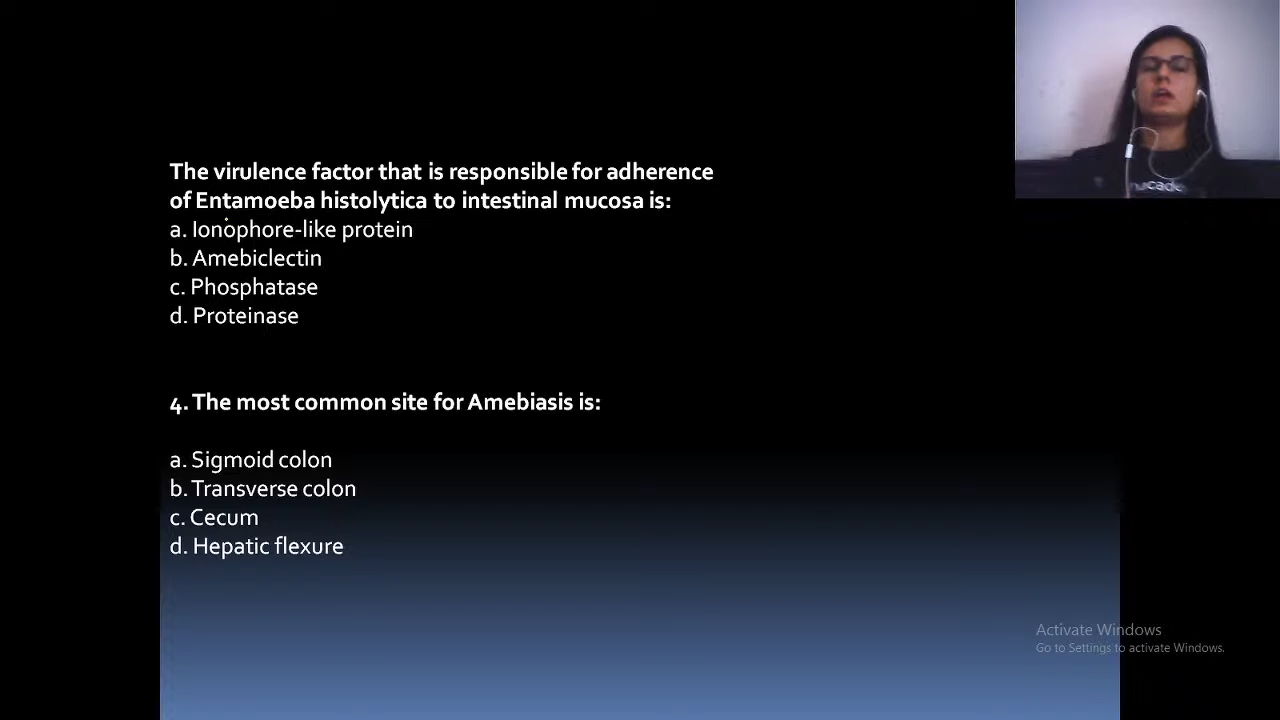 The virulence factor that is responsible for adherence
of Entamoeba histolytica to intestinal mucosa is:
a. Ionophore-like protein
b. Amebiclectin
c. Phosphatase
d. Proteinase
4. The most common site for Amebiasis is:
a. Sigmoid colon
b. Transverse colon
c. Cecum
d. Hepatic flexure
Activate Windows
Go to Settings to activate Windows.